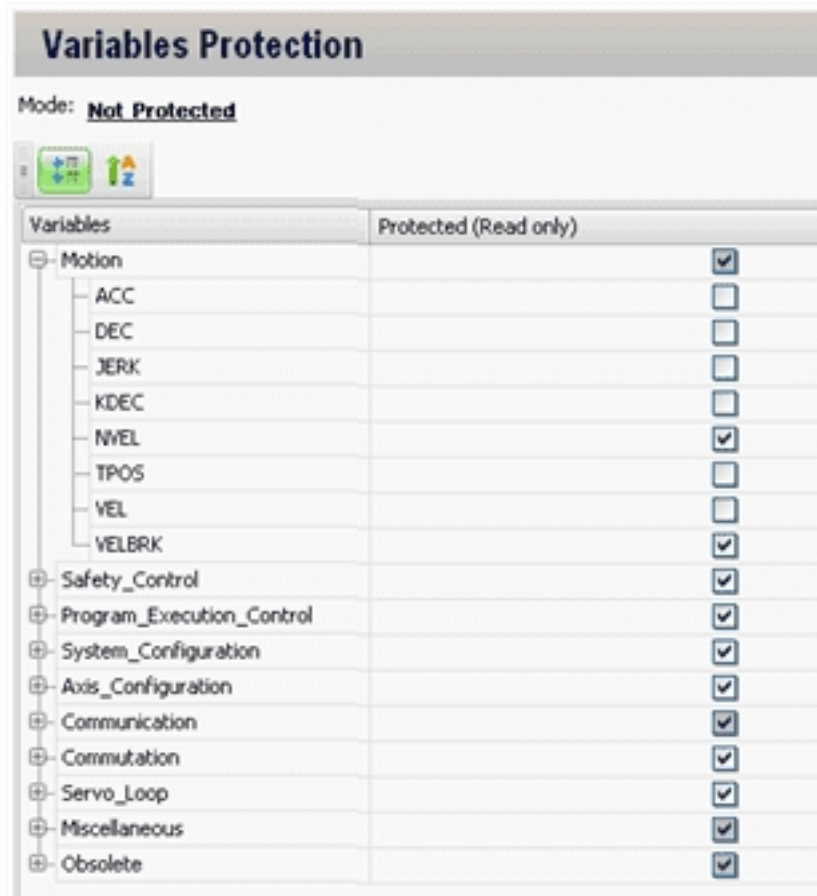 Variables Protection
Mode: Not Protected
A
Z
Variables Protected (Read only)
Motion
ACC
DEC
JERK
KDEC
NVEL
TPOS
VEL
VELBRK
Safety_Control
Program_Execution_Control
System_Configuration
Axis_Configuration
Communication
Commutation
Servo_Loop
Miscellaneous
Obsolete